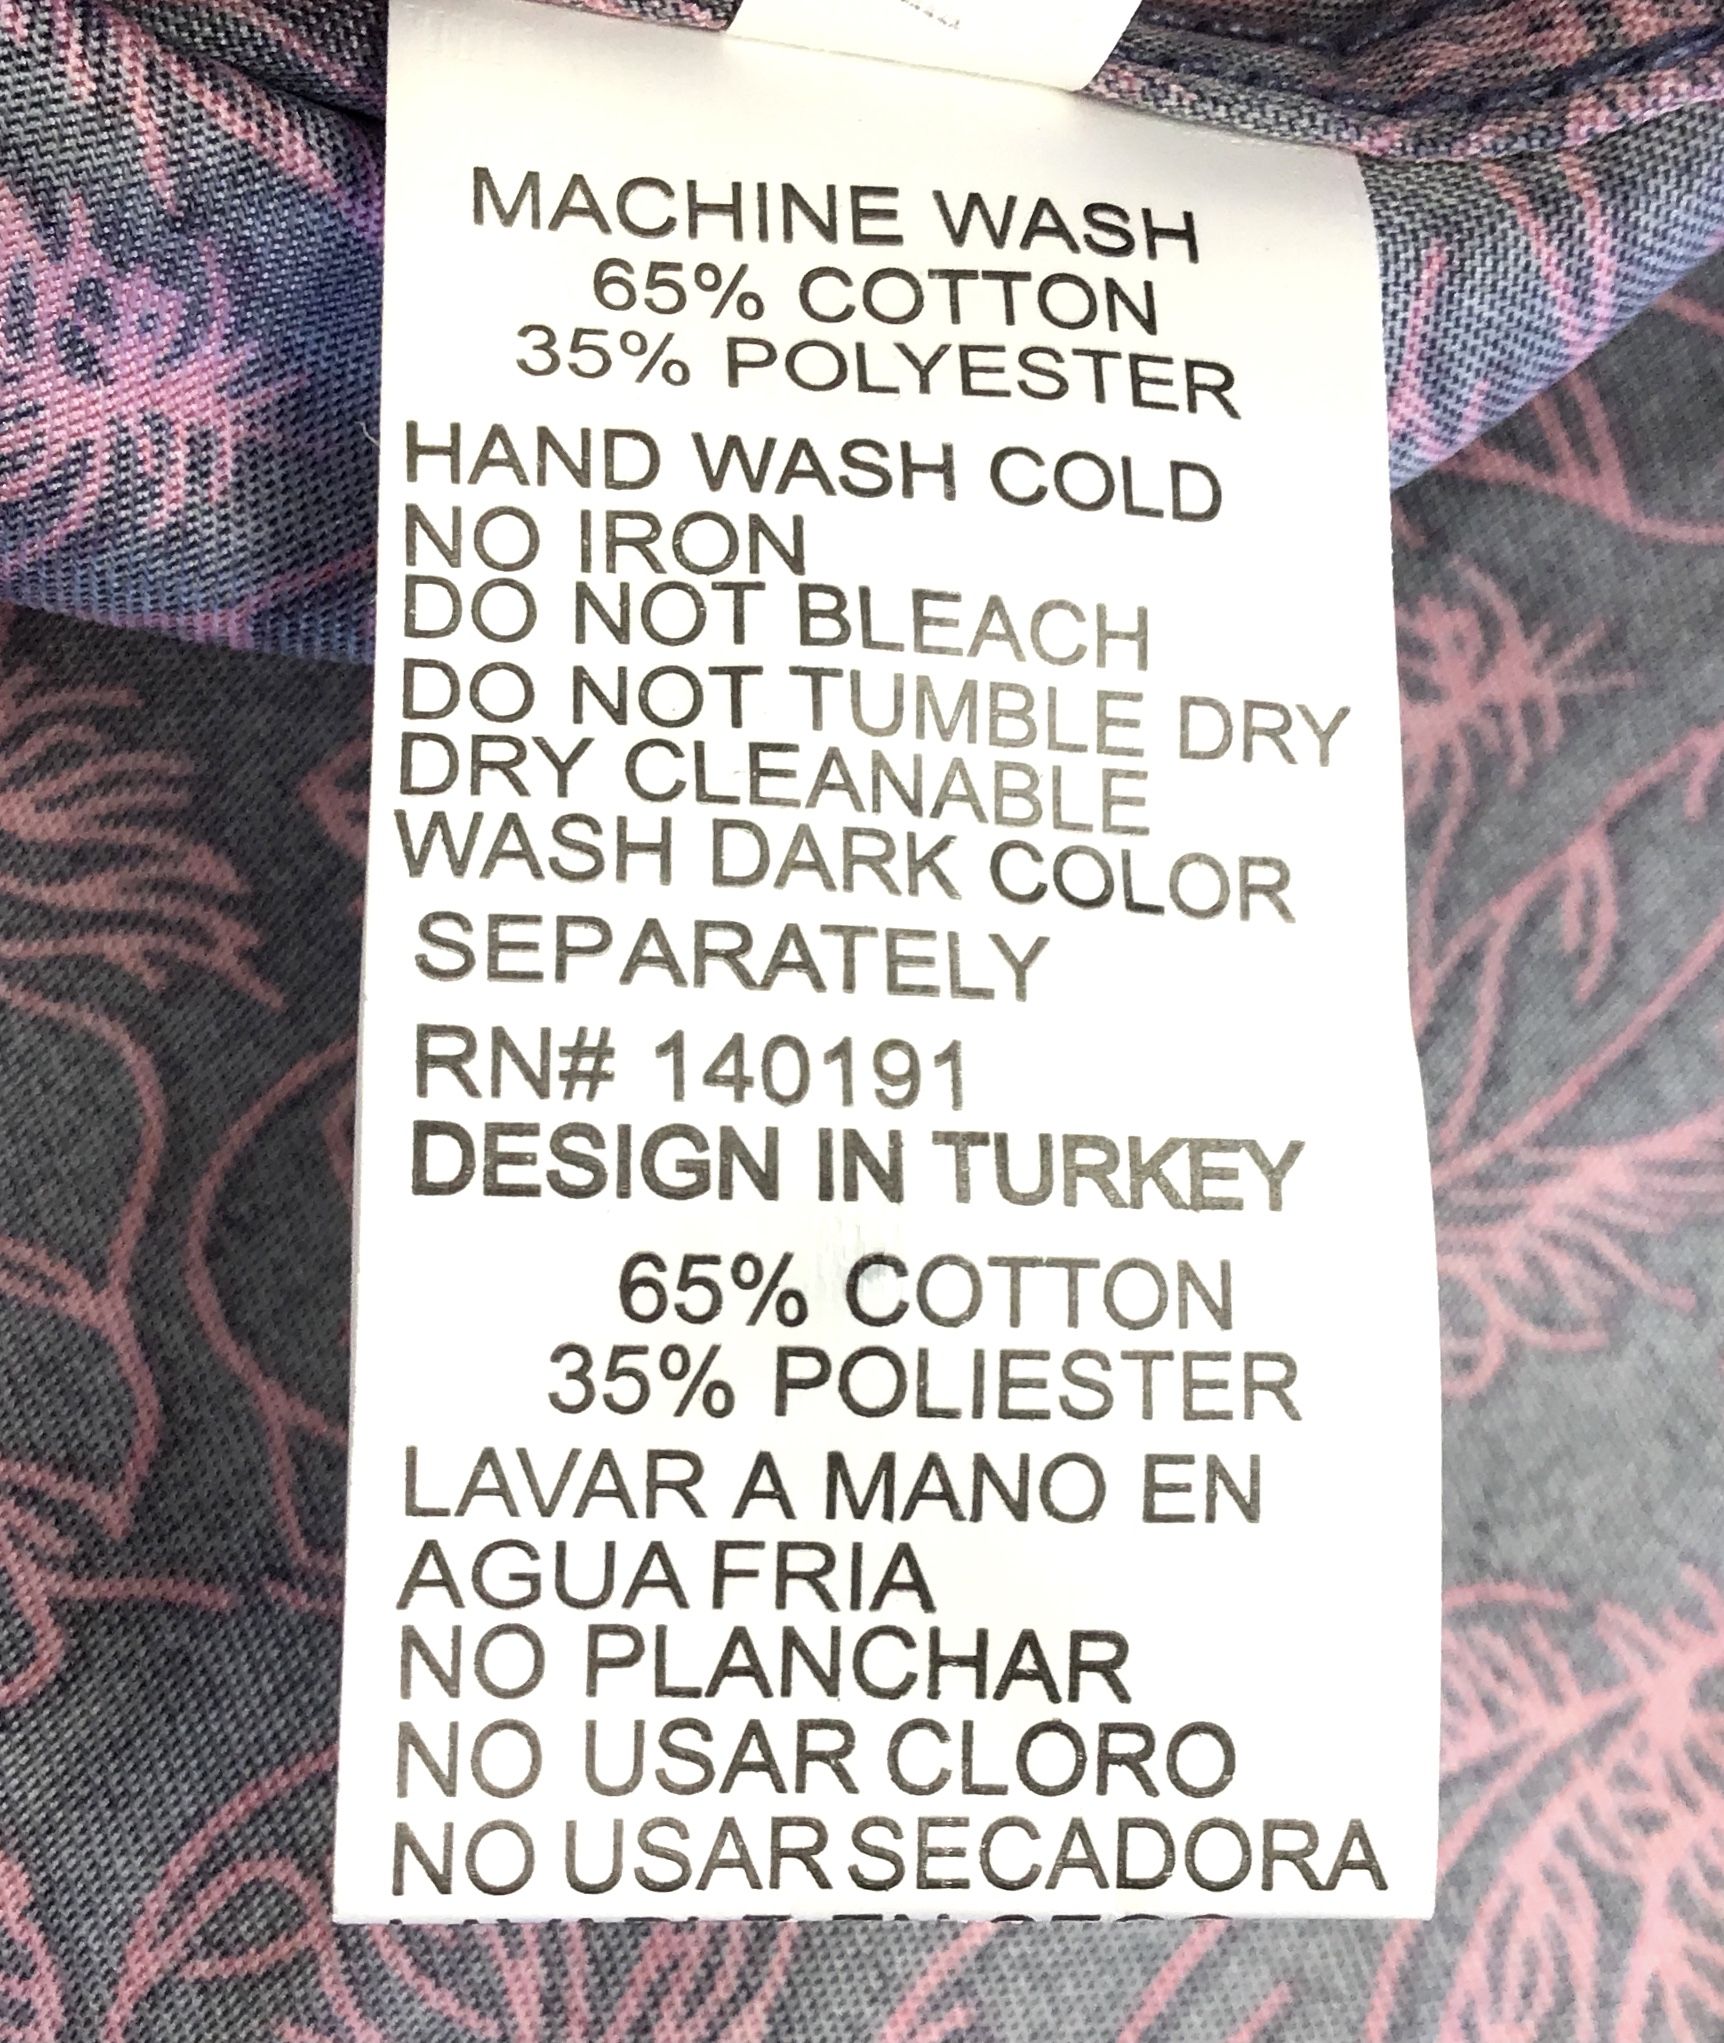 MACHINE WASH
65% COTTON
35% POLYESTER
HAND WASH COLD
NO IRON
DO NOT BLEACH
DO NOT TUMBLE DRY
DRY CLEANABLE
WASH DARK COLOR
SEPARATELY
RN# 140191
DESIGN IN TURKEY
65% COTTON
35% POLIESTER
LAVAR A MANO EN
AGUA FRIA
NO PLANCHAR
NO USAR CLORO
NO USAR SECADORA